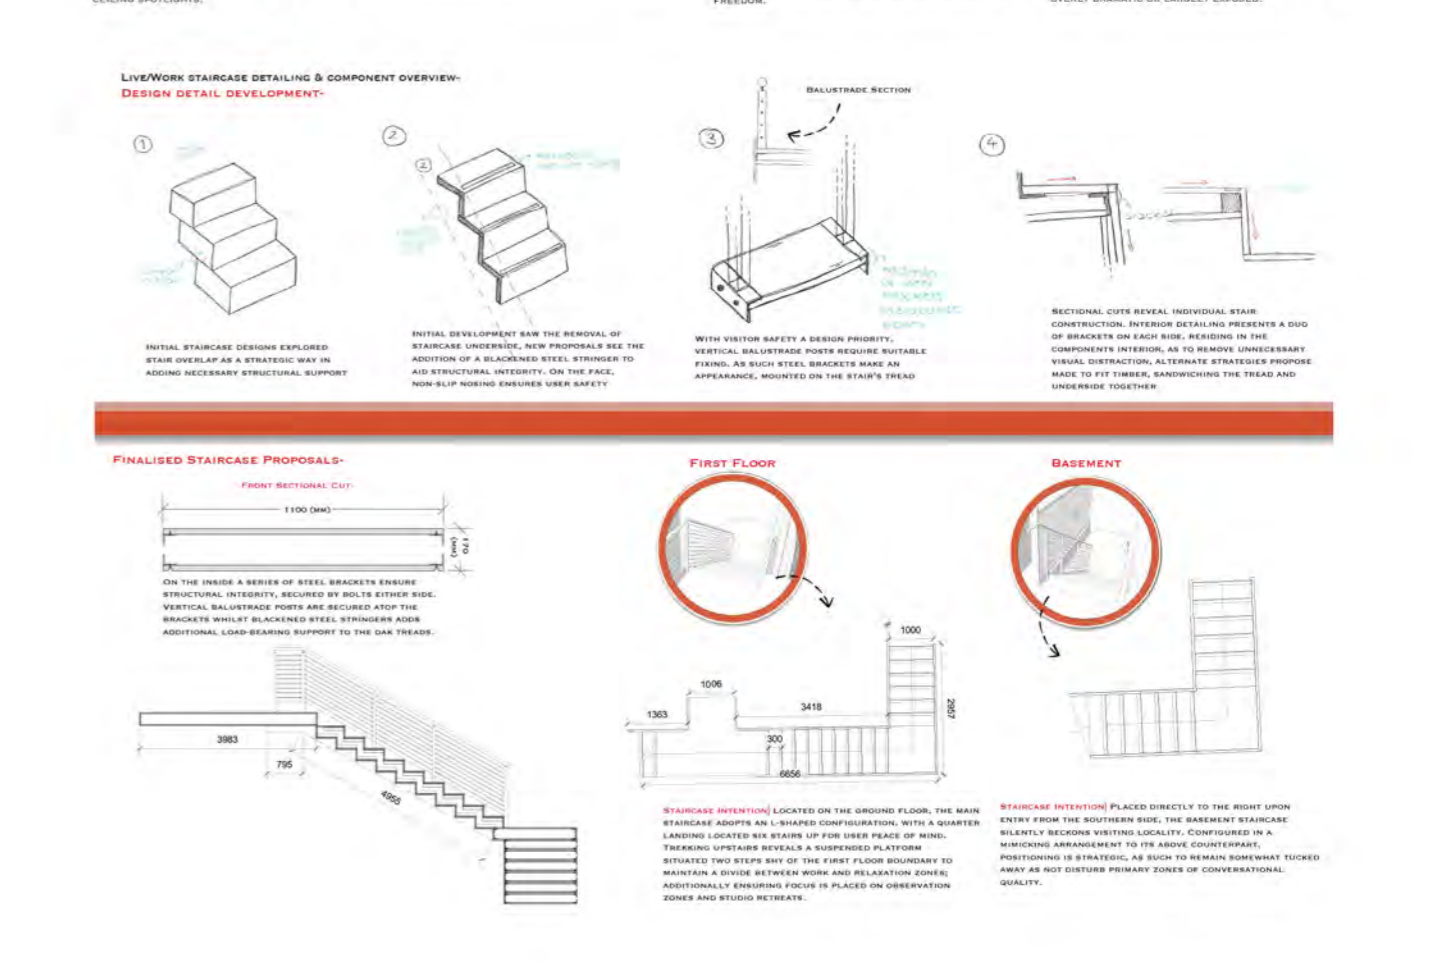 FREEDOM.
LIVE/WORK STAIRCASE DETAILING & COMPONENT OVERVIEW-
DESIGN DETAIL DEVELOPMENT-
BALUSTRADE SECTION
1
2
2
3
4
INITIAL STAIRCASE DESIGNS EXPLORED
STAIR OVERLAP AS A STRATEGIC WAY IN
ADDING NECESSARY STRUCTURAL SUPPORT
INITIAL DEVELOPMENT SAW THE REMOVAL OF
STAIRCASE UNDERSIDE, NEW PROPOSALS SEE THE
ADDITION OF A BLACKENED STEEL STRINGER TO
AID STRUCTURAL INTEGRITY. ON THE FACE,
NON-SLIP NOSING ENSURES USER SAFETY
WITH VISITOR SAFETY A DESIGN PRIORITY,
VERTICAL BALUSTRADE POSTS REQUIRE SUITABLE
FIXING. AS SUCH STEEL BRACKETS MAKE AN
APPEARANCE, MOUNTED ON THE STAIR'S TREAD
SECTIONAL CUTS REVEAL INDIVIDUAL STAIR
CONSTRUCTION. INTERIOR DETAILING PRESENTS A DUO
OF BRACKETS ON EACH SIDE, RESIDING IN THE
COMPONENTS INTERIOR, AS TO REMOVE UNNECESSARY
VISUAL DISTRACTION, ALTERNATE STRATEGIES PROPOSE
MADE TO FIT TIMBER, SANDWICHING THE TREAD AND
UNDERSIDE TOGETHER
FINALISED STAIRCASE PROPOSALS-
-FRONT SECTIONAL CUT-
1100 (MM)
170 (MM)
ON THE INSIDE A SERIES OF STEEL BRACKETS ENSURE
STRUCTURAL INTEGRITY, SECURED BY BOLTS EITHER SIDE.
VERTICAL BALUSTRADE POSTS ARE SECURED ATOP THE
BRACKETS WHILST BLACKENED STEEL STRINGERS ADDS
ADDITIONAL LOAD-BEARING SUPPORT TO THE OAK TREADS.
3983
795
4955
FIRST FLOOR
1000
1006
1363
3418
2957
300
6656
STAIRCASE INTENTION| LOCATED ON THE GROUND FLOOR, THE MAIN
STAIRCASE ADOPTS AN L-SHAPED CONFIGURATION, WITH A QUARTER
LANDING LOCATED SIX STAIRS UP FOR USER PEACE OF MIND.
TREKKING UPSTAIRS REVEALS A SUSPENDED PLATFORM
SITUATED TWO STEPS SHY OF THE FIRST FLOOR BOUNDARY TO
MAINTAIN A DIVIDE BETWEEN WORK AND RELAXATION ZONES;
ADDITIONALLY ENSURING FOCUS IS PLACED ON OBSERVATION
ZONES AND STUDIO RETREATS.
BASEMENT
STAIRCASE INTENTION| PLACED DIRECTLY TO THE RIGHT UPON
ENTRY FROM THE SOUTHERN SIDE, THE BASEMENT STAIRCASE
SILENTLY BECKONS VISITING LOCALITY. CONFIGURED IN A
MIMICKING ARRANGEMENT TO ITS ABOVE COUNTERPART,
POSITIONING IS STRATEGIC, AS SUCH TO REMAIN SOMEWHAT TUCKED
AWAY AS NOT DISTURB PRIMARY ZONES OF CONVERSATIONAL
QUALITY.